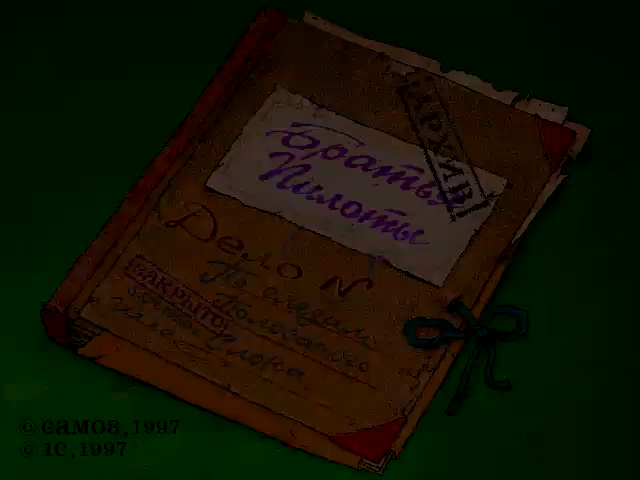 АРХИВ
Братья
Пилоты
Дело №
По следам
Полосатого
ЗАКРЫТО
слона
© GAMOS, 1997
© 1C, 1997